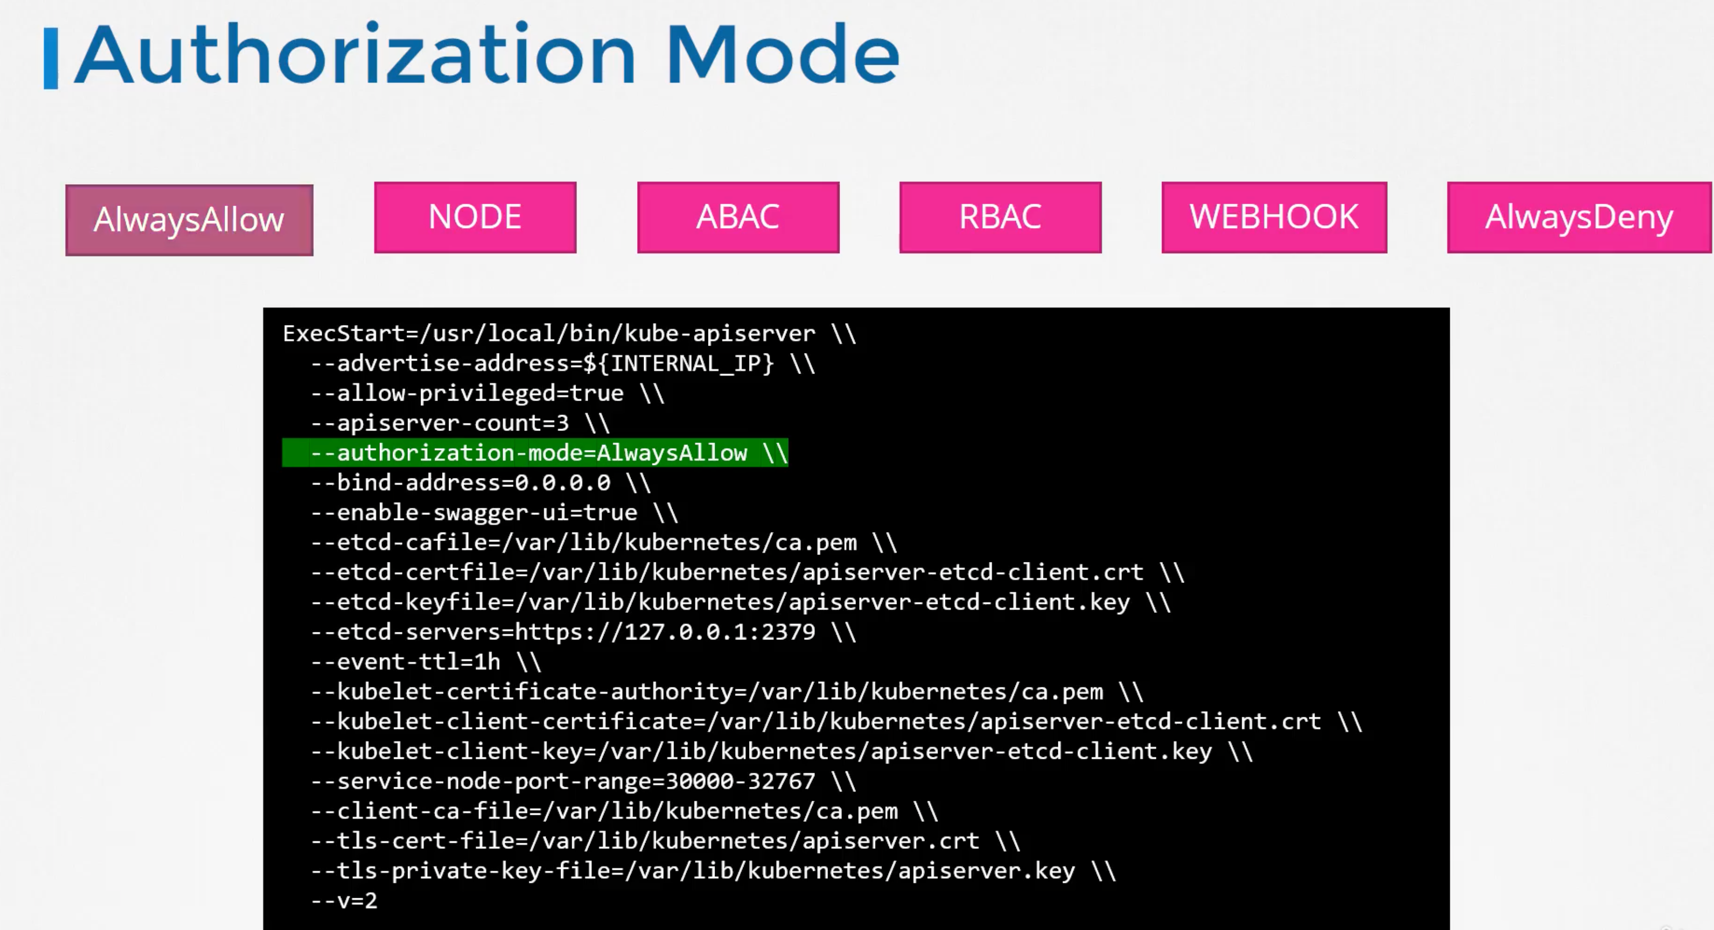 Authorization Mode
AlwaysAllow NODE ABAC RBAC WEBHOOK AlwaysDeny
ExecStart=/usr/local/bin/kube-apiserver \\
--advertise-address=${INTERNAL_IP} \\
--allow-privileged=true \\
--apiserver-count=3 \\
--authorization-mode=AlwaysAllow \\
--bind-address=0.0.0.0 \\
--enable-swagger-ui=true \\
--etcd-cafile=/var/lib/kubernetes/ca.pem \\
--etcd-certfile=/var/lib/kubernetes/apiserver-etcd-client.crt \\
--etcd-keyfile=/var/lib/kubernetes/apiserver-etcd-client.key \\
--etcd-servers=https://127.0.0.1:2379 \\
--event-ttl=1h \\
--kubelet-certificate-authority=/var/lib/kubernetes/ca.pem \\
--kubelet-client-certificate=/var/lib/kubernetes/apiserver-etcd-client.crt \\
--kubelet-client-key=/var/lib/kubernetes/apiserver-etcd-client.key \\
--service-node-port-range=30000-32767 \\
--client-ca-file=/var/lib/kubernetes/ca.pem \\
--tls-cert-file=/var/lib/kubernetes/apiserver.crt \\
--tls-private-key-file=/var/lib/kubernetes/apiserver.key \\
--v=2